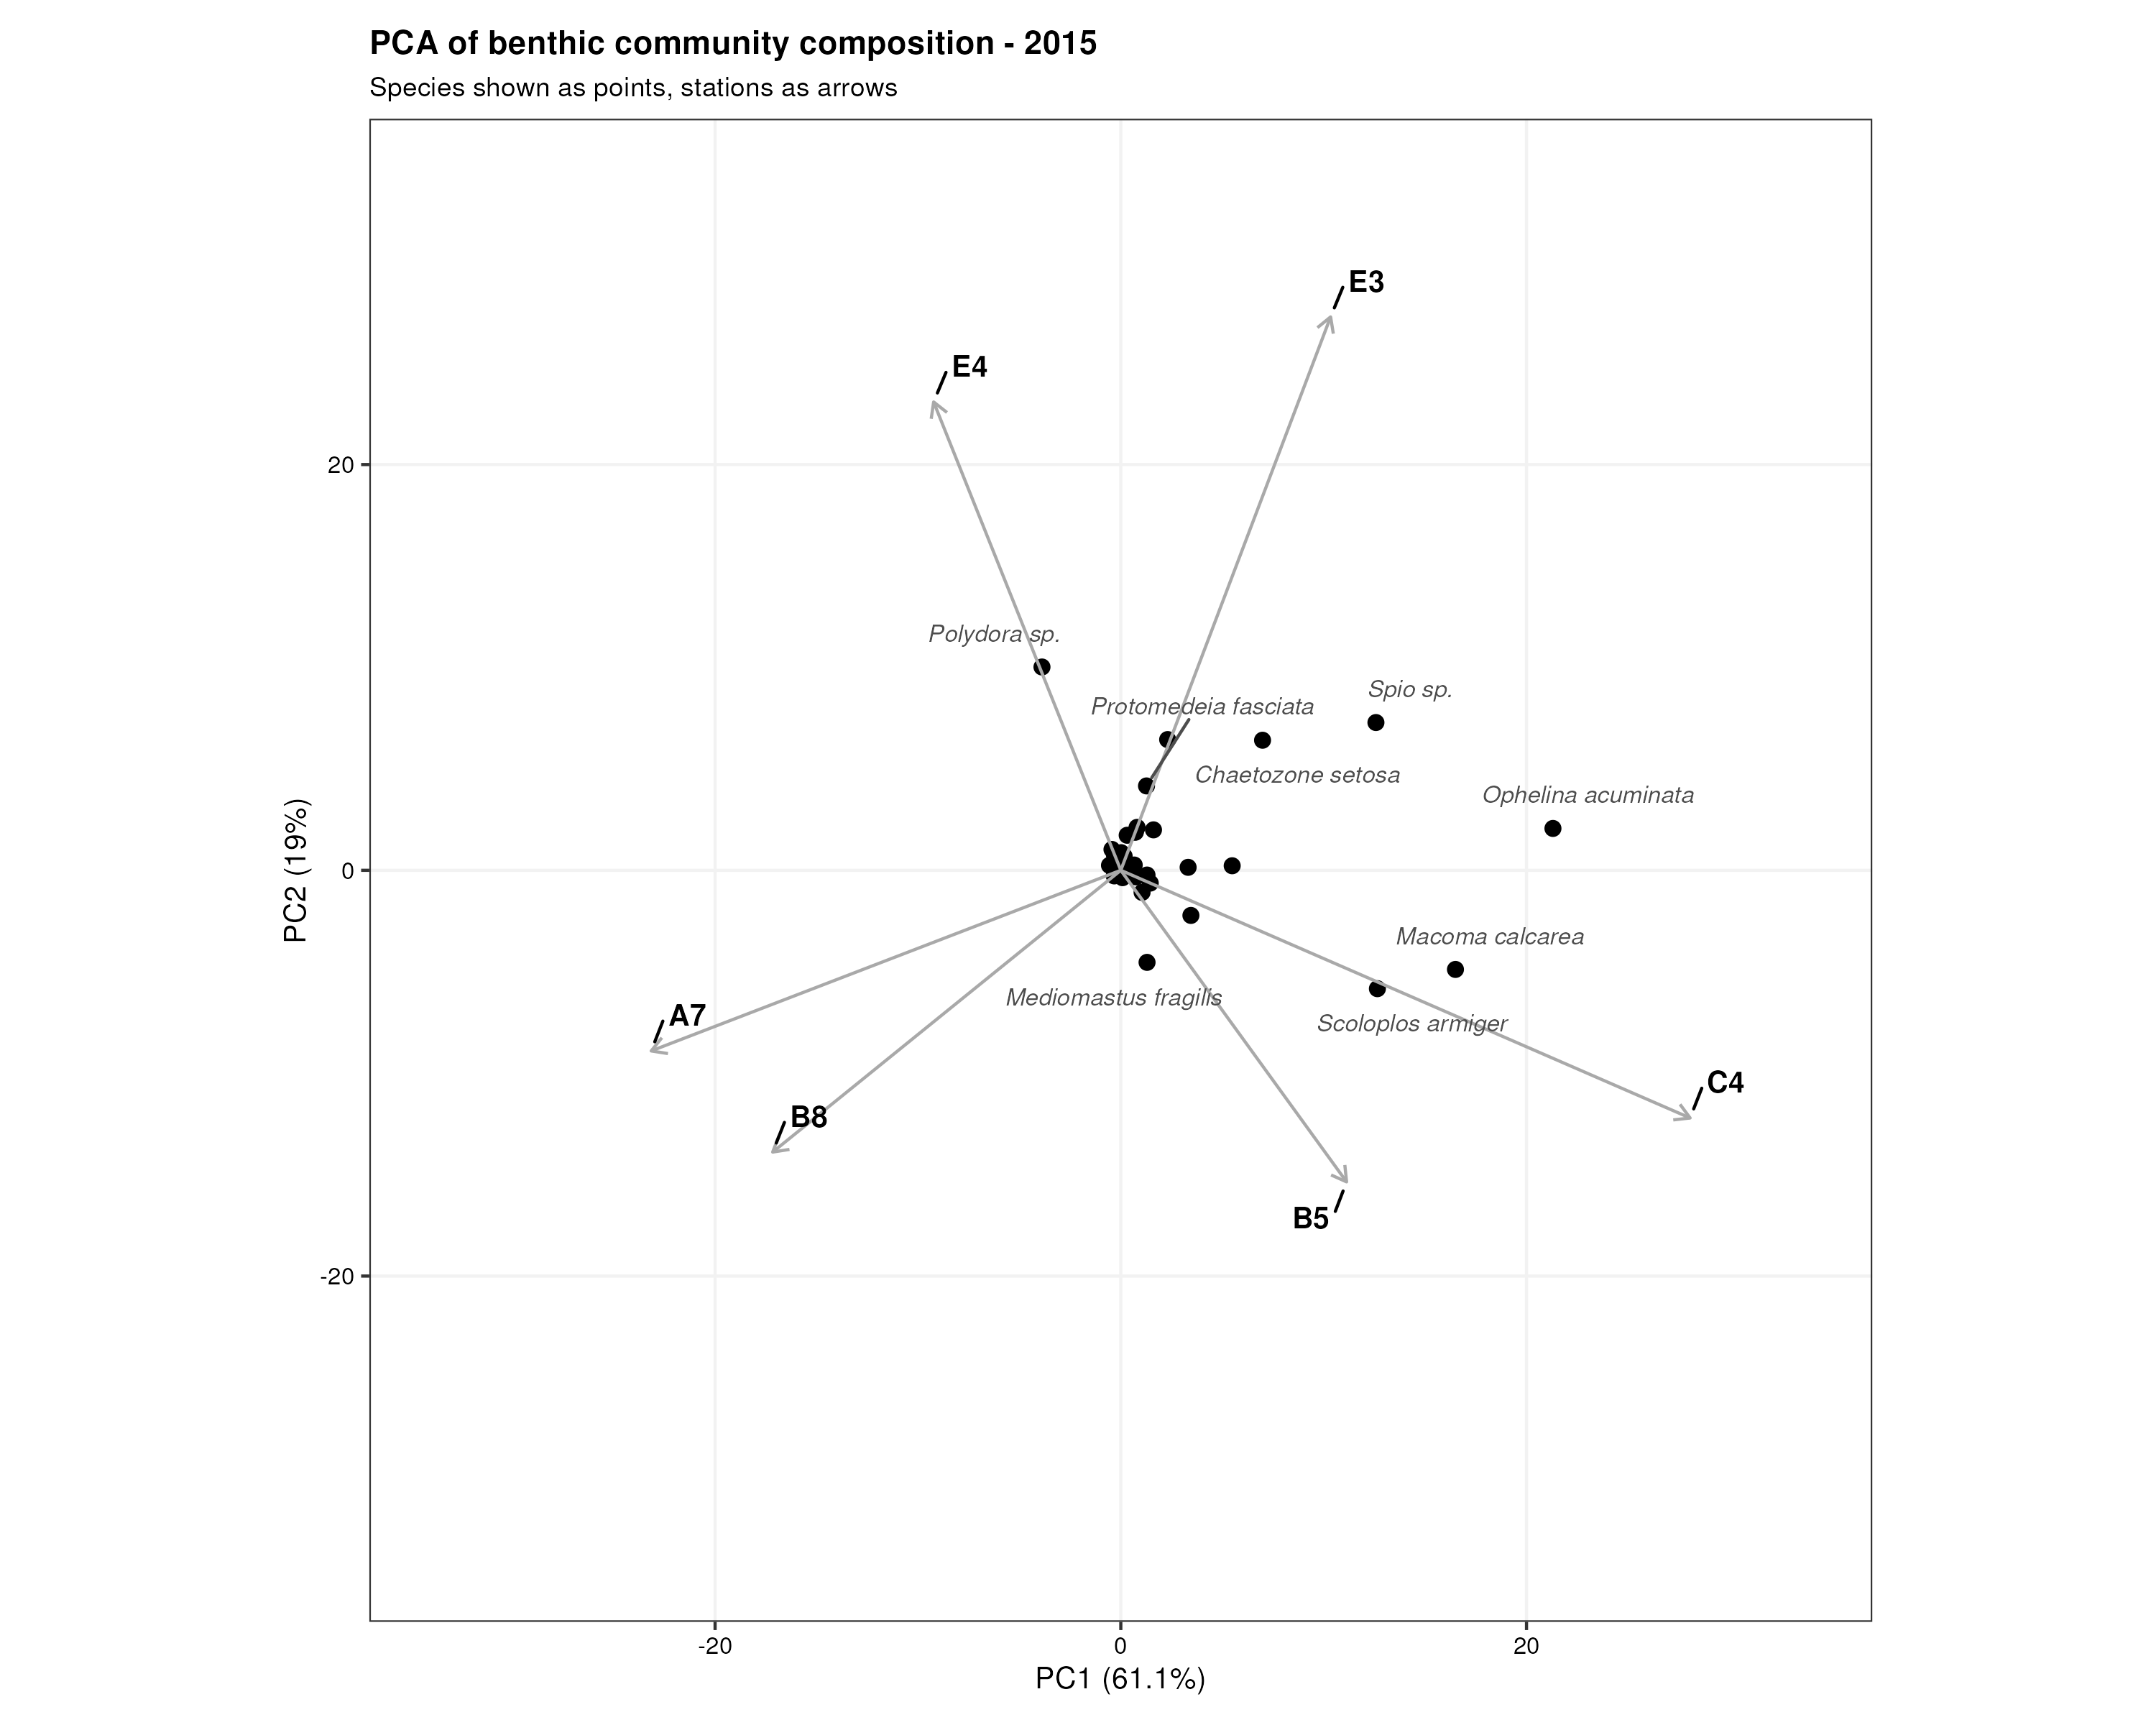 PCA of benthic community composition - 2015
Species shown as points, stations as arrows
E3
E4
20
Polydora sp.
Spio sp.
Protomedeia fasciata
Chaetozone setosa
Ophelina acuminata
PC2 (19%)
0
Macoma calcarea
Mediomastus fragilis
A7
Scoloplos armiger
C4
B8
B5
-20
-20
0
20
PC1 (61.1%)